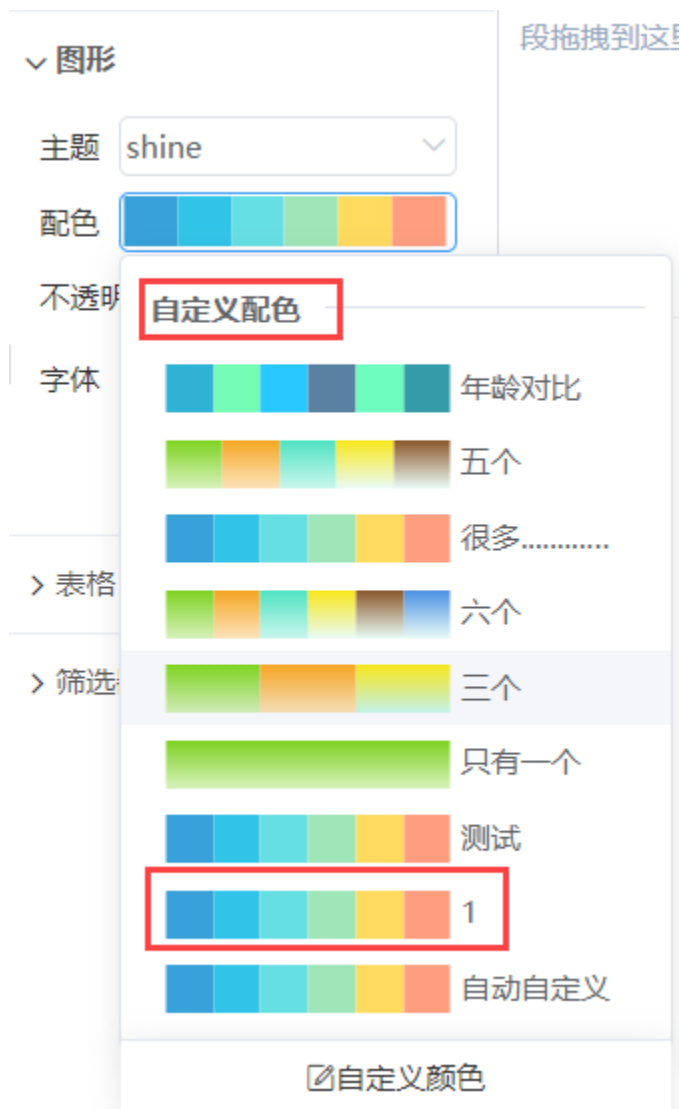 段拖拽到这
图形
主题 shine
配色
不透明
自定义配色
字体
年龄对比
五个
很多............
六个
表格
三个
筛选
只有一个
测试
1
自动自定义
自定义颜色